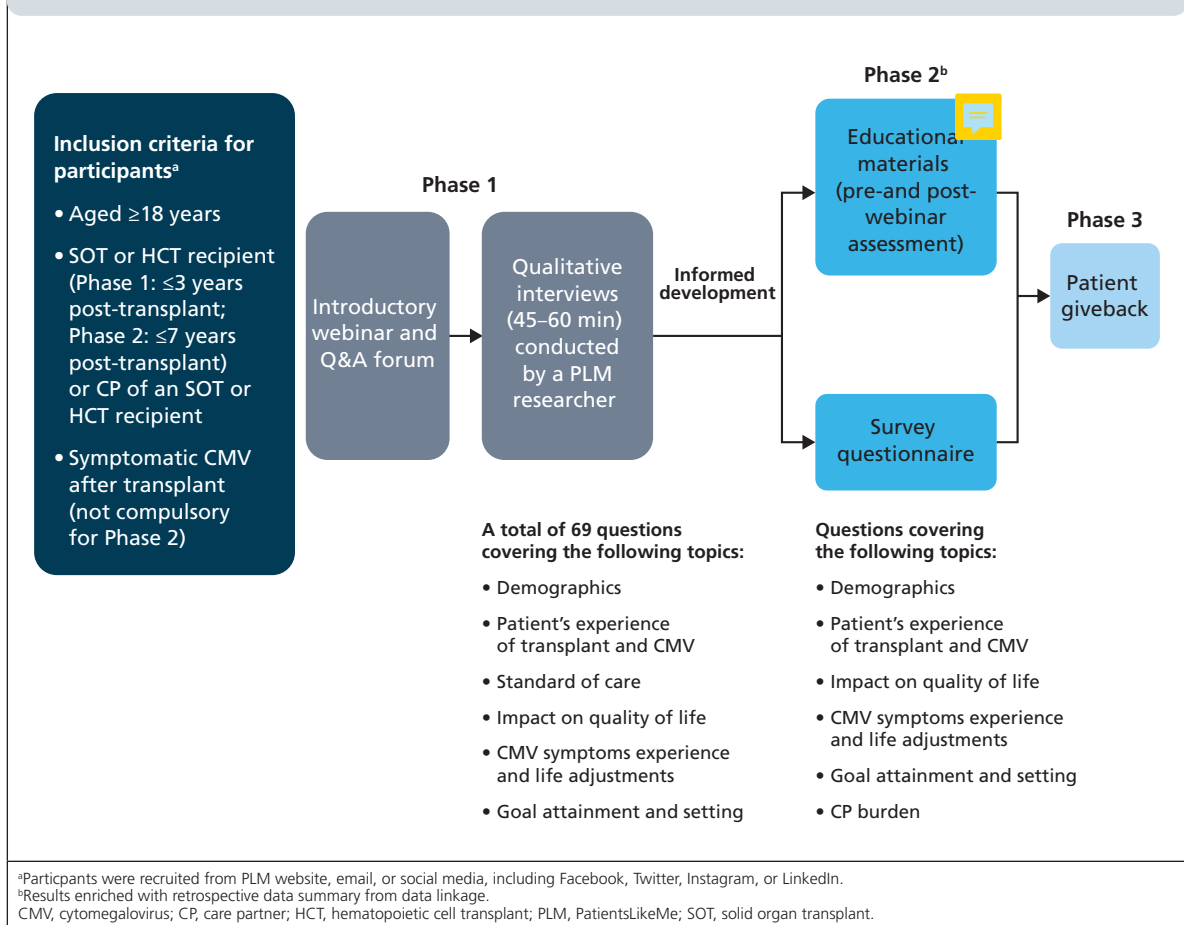 Inclusion criteria for
participantsᵃ
• Aged ≥18 years
• SOT or HCT recipient
(Phase 1: ≤3 years
post-transplant;
Phase 2: ≤7 years
post-transplant)
or CP of an SOT or
HCT recipient
• Symptomatic CMV
after transplant
(not compulsory
for Phase 2)
Phase 1
Introductory
webinar and
Q&A forum
Qualitative
interviews
(45–60 min)
conducted
by a PLM
researcher
Informed
development
Phase 2ᵇ
Educational
materials
(pre-and post-
webinar
assessment)
Survey
questionnaire
Phase 3
Patient
giveback
A total of 69 questions
covering the following topics:
• Demographics
• Patient’s experience
of transplant and CMV
• Standard of care
• Impact on quality of life
• CMV symptoms experience
and life adjustments
• Goal attainment and setting
Questions covering
the following topics:
• Demographics
• Patient’s experience
of transplant and CMV
• Impact on quality of life
• CMV symptoms experience
and life adjustments
• Goal attainment and setting
• CP burden
ᵃParticpants were recruited from PLM website, email, or social media, including Facebook, Twitter, Instagram, or LinkedIn.
ᵇResults enriched with retrospective data summary from data linkage.
CMV, cytomegalovirus; CP, care partner; HCT, hematopoietic cell transplant; PLM, PatientsLikeMe; SOT, solid organ transplant.